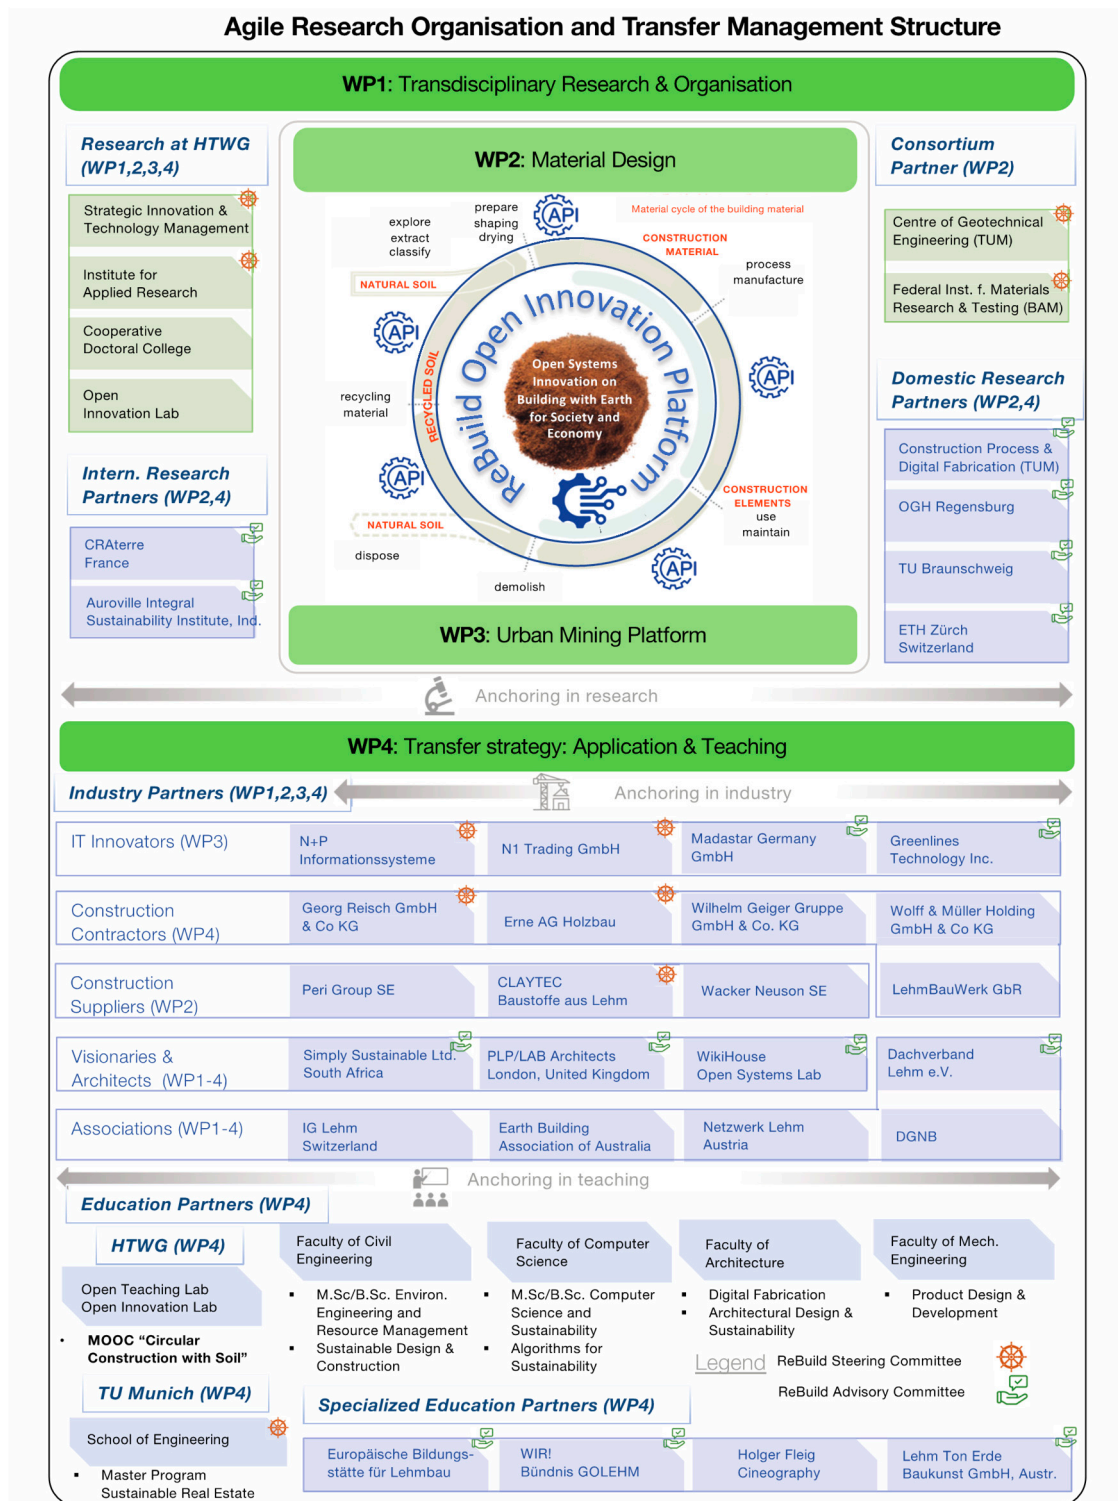 Agile Research Organisation and Transfer Management Structure
WP1: Transdisciplinary Research & Organisation
Research at HTWG
(WP1,2,3,4)
Strategic Innovation &
Technology Management
Institute for
Applied Research
Cooperative
Doctoral College
Open
Innovation Lab
Intern. Research
Partners (WP2,4)
CRAterre
France
Auroville Integral
Sustainability Institute, Ind.
WP2: Material Design
Material cycle of the building material
explore
extract
classify
prepare
shaping
drying
API
CONSTRUCTION
MATERIAL
process
manufacture
NATURAL SOIL
API
API
RECYCLED SOIL
recycling
material
ReBuild Open Innovation Platform
Open Systems
Innovation on
Building with Earth
for Society and
Economy
API
CONSTRUCTION
ELEMENTS
use
maintain
NATURAL SOIL
dispose
demolish
API
WP3: Urban Mining Platform
Consortium
Partner (WP2)
Centre of Geotechnical
Engineering (TUM)
Federal Inst. f. Materials
Research & Testing (BAM)
Domestic Research
Partners (WP2,4)
Construction Process &
Digital Fabrication (TUM)
OGH Regensburg
TU Braunschweig
ETH Zürch
Switzerland
Anchoring in research
WP4: Transfer strategy: Application & Teaching
Industry Partners (WP1,2,3,4)
Anchoring in industry
IT Innovators (WP3)
N+P
Informationssysteme
N1 Trading GmbH
Madastar Germany
GmbH
Greenlines
Technology Inc.
Construction
Contractors (WP4)
Georg Reisch GmbH
& Co KG
Erne AG Holzbau
Wilhelm Geiger Gruppe
GmbH & Co. KG
Wolff & Müller Holding
GmbH & Co KG
Construction
Suppliers (WP2)
Peri Group SE
CLAYTEC
Baustoffe aus Lehm
Wacker Neuson SE
LehmBauWerk GbR
Visionaries &
Architects (WP1-4)
Simply Sustainable Ltd.
South Africa
PLP/LAB Architects
London, United Kingdom
WikiHouse
Open Systems Lab
Dachverband
Lehm e.V.
Associations (WP1-4)
IG Lehm
Switzerland
Earth Building
Association of Australia
Netzwerk Lehm
Austria
DGNB
Anchoring in teaching
Education Partners (WP4)
HTWG (WP4)
Open Teaching Lab
Open Innovation Lab
• MOOC “Circular
Construction with Soil”
Faculty of Civil
Engineering
▪ M.Sc/B.Sc. Environ.
Engineering and
Resource Management
▪ Sustainable Design &
Construction
Faculty of Computer
Science
▪ M.Sc/B.Sc. Computer
Science and
Sustainability
▪ Algorithms for
Sustainability
Faculty of
Architecture
▪ Digital Fabrication
▪ Architectural Design &
Sustainability
Faculty of Mech.
Engineering
▪ Product Design &
Development
Legend
ReBuild Steering Committee
ReBuild Advisory Committee
TU Munich (WP4)
School of Engineering
▪ Master Program
Sustainable Real Estate
Specialized Education Partners (WP4)
Europäische Bildungs-
stätte für Lehmbau
WIR!
Bündnis GOLEHM
Holger Fleig
Cineography
Lehm Ton Erde
Baukunst GmbH, Austr.